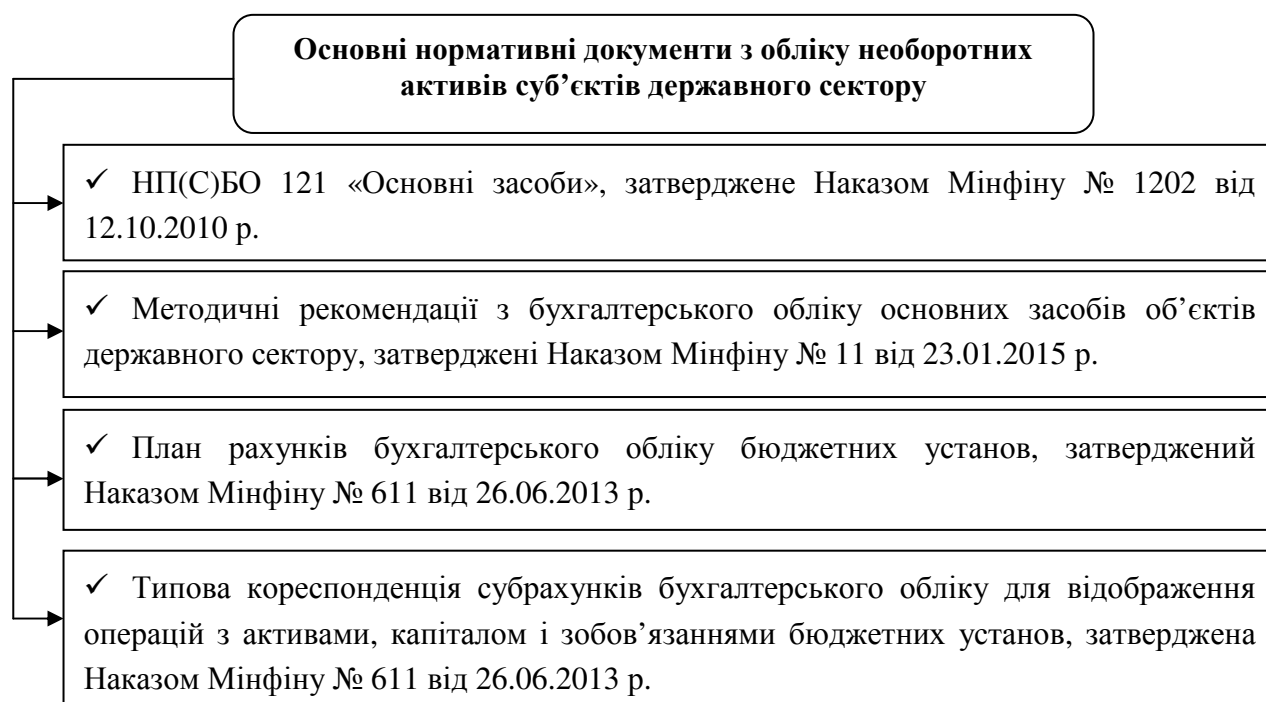 Основні нормативні документи з обліку необоротних
активів суб’єктів державного сектору
✓ НП(С)БО 121 «Основні засоби», затверджене Наказом Мінфіну № 1202 від
12.10.2010 р.
✓ Методичні рекомендації з бухгалтерського обліку основних засобів об’єктів
державного сектору, затверджені Наказом Мінфіну № 11 від 23.01.2015 р.
✓ План рахунків бухгалтерського обліку бюджетних установ, затверджений
Наказом Мінфіну № 611 від 26.06.2013 р.
✓ Типова кореспонденція субрахунків бухгалтерського обліку для відображення
операцій з активами, капіталом і зобов’язаннями бюджетних установ, затверджена
Наказом Мінфіну № 611 від 26.06.2013 р.